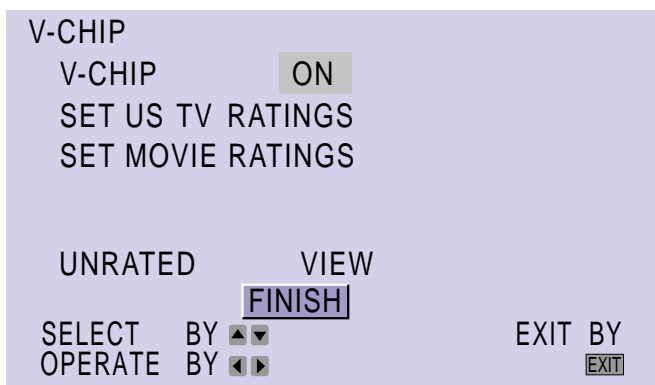 V-CHIP
V-CHIP ON
SET US TV RATINGS
SET MOVIE RATINGS
UNRATED VIEW
FINISH
SELECT BY ▲▼ EXIT BY
OPERATE BY ◀▶ EXIT